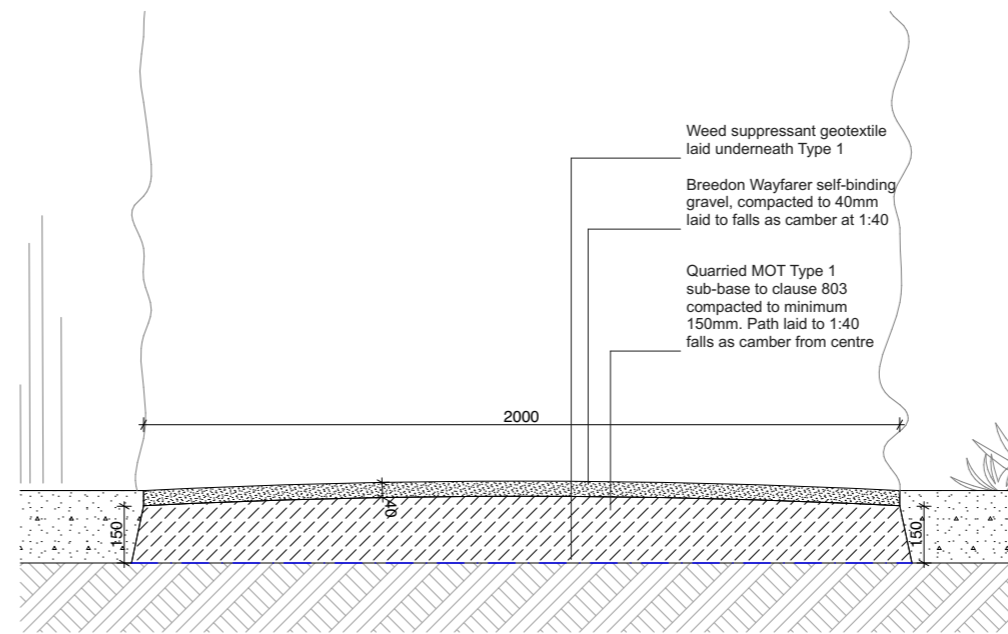 Weed suppressant geotextile
laid underneath Type 1
Breedon Wayfarer self-binding
gravel, compacted to 40mm
laid to falls as camber at 1:40
Quarried MOT Type 1
sub-base to clause 803
compacted to minimum
150mm. Path laid to 1:40
falls as camber from centre
2000
40
150
150